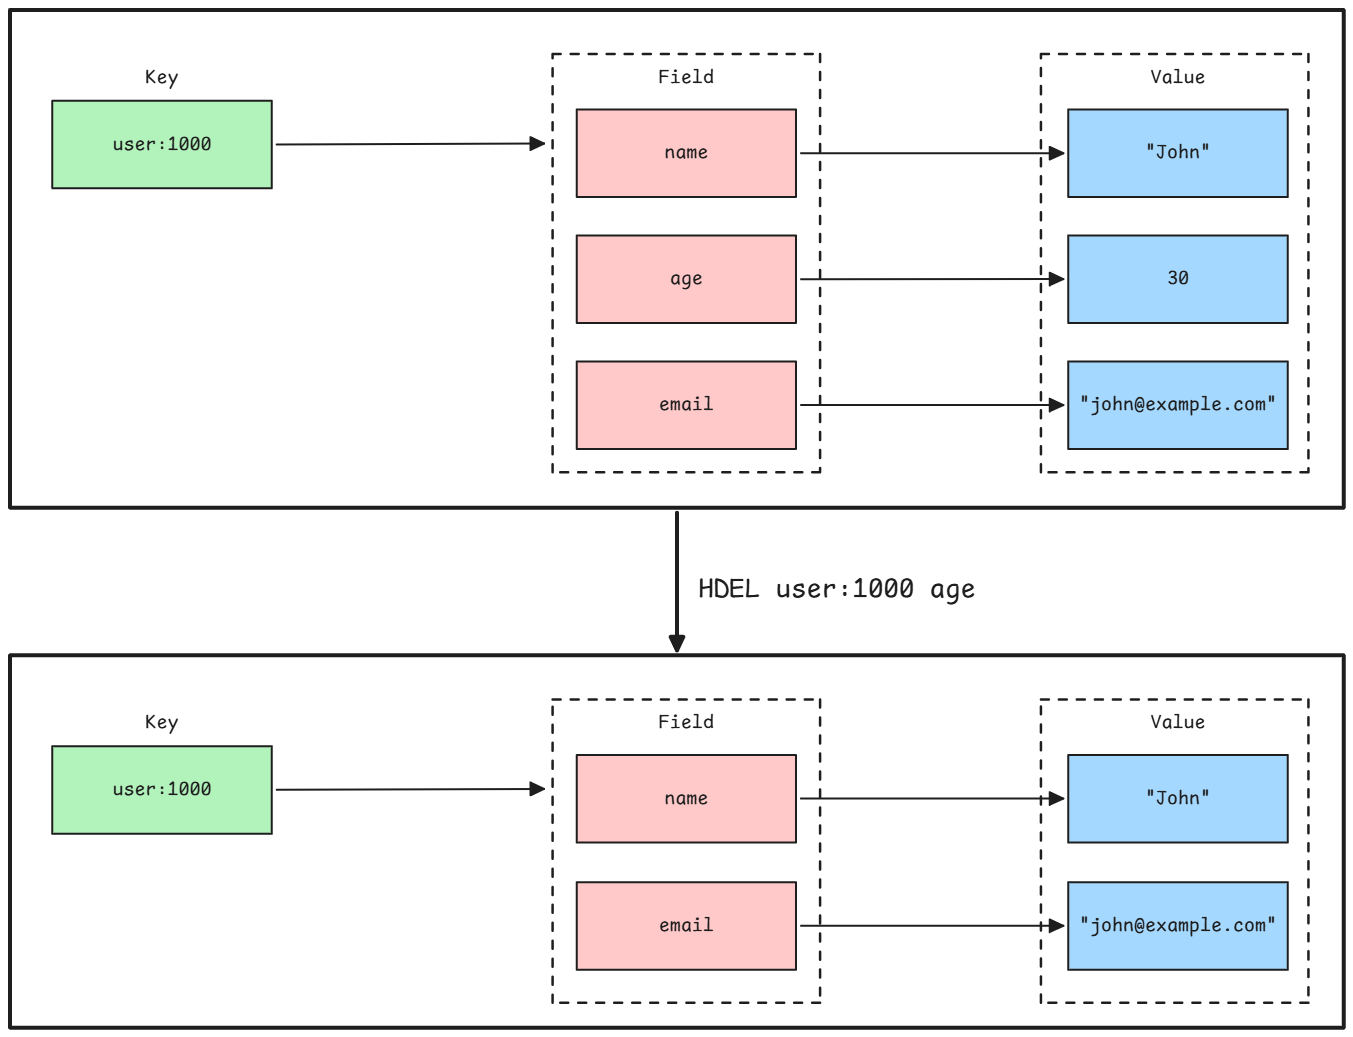 Key
Field
Value
user:1000
name
"John"
age
30
email
"john@example.com"
HDEL user:1000 age
Key
Field
Value
user:1000
name
"John"
email
"john@example.com"